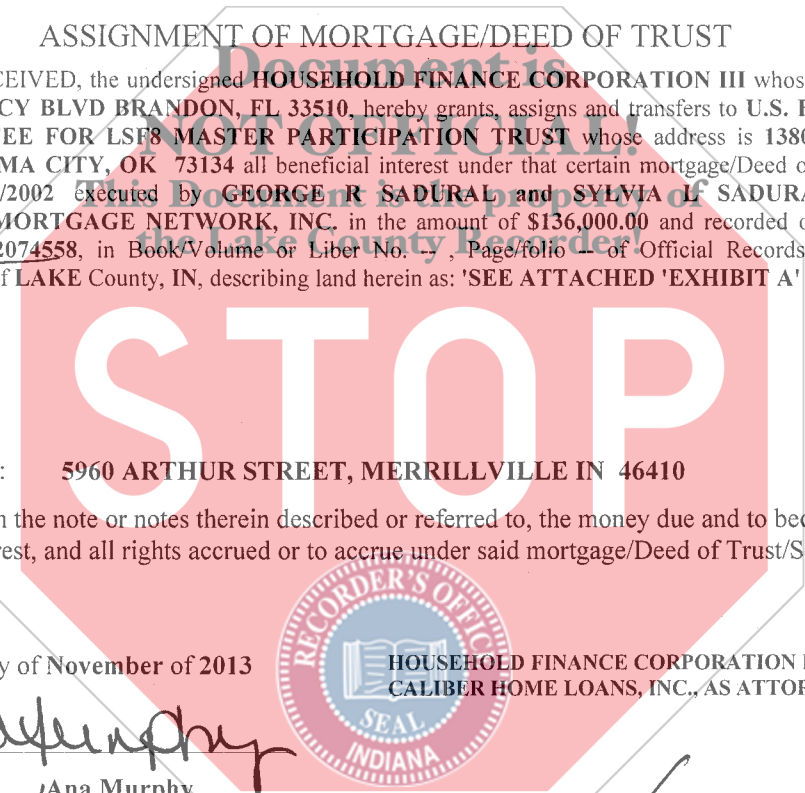 ASSIGNMENT OF MORTGAGE/DEED OF TRUST
Document is
CEIVED, the undersigned HOUSEHOLD FINANCE CORPORATION III whos
CY BLVD BRANDON, FL 33510, hereby grants, assigns and transfers to U.S. B
NOT OFFICIAL!
EE FOR LSF8 MASTER PARTICIPATION TRUST whose address is 1380
MA CITY, OK 73134 all beneficial interest under that certain mortgage/Deed o
This Document is the property of
/2002 executed by GEORGE R SADURAL and SYLVIA L SADURA
MORTGAGE NETWORK, INC. in the amount of $136,000.00 and recorded o
the Lake County Recorder!
2074558, in Book/Volume or Liber No. -- , Page/folio -- of Official Records
f LAKE County, IN, describing land herein as: 'SEE ATTACHED 'EXHIBIT A'
STOP
: 5960 ARTHUR STREET, MERRILLVILLE IN 46410
n the note or notes therein described or referred to, the money due and to bec
rest, and all rights accrued or to accrue under said mortgage/Deed of Trust/S
RECORDER'S OFFICE
SEAL
INDIANA
y of November of 2013
HOUSEHOLD FINANCE CORPORATION I
CALIBER HOME LOANS, INC., AS ATTOR
Murphy
Ana Murphy